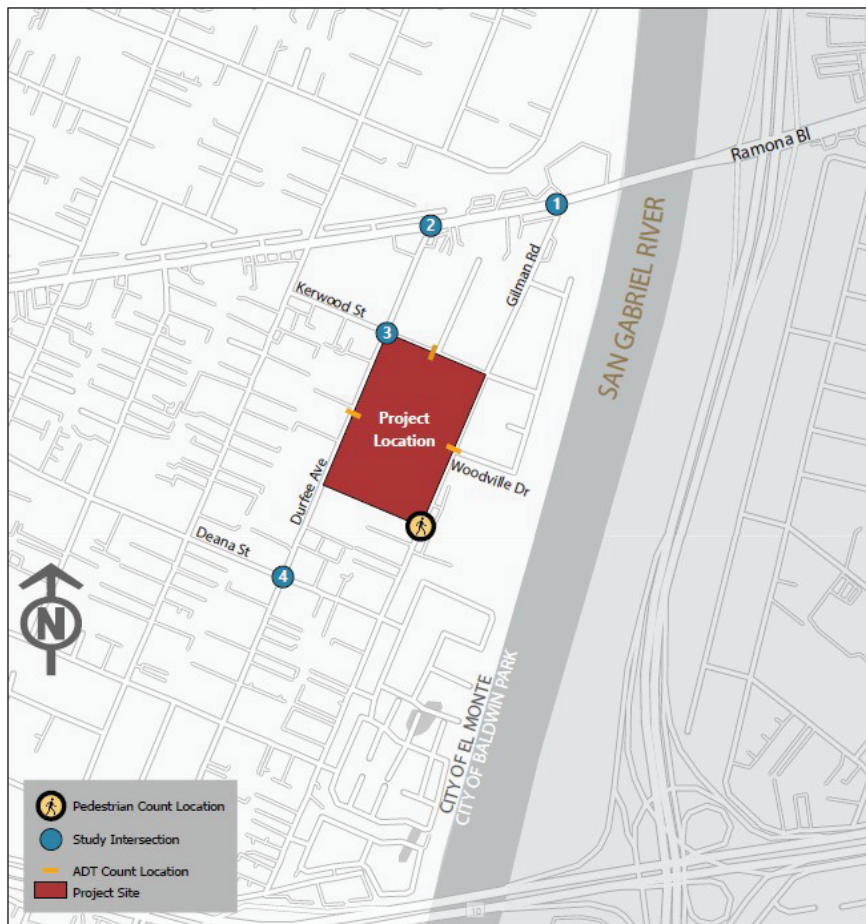 Ramona Bl
1
2
Gilman Rd
SAN GABRIEL RIVER
Kerwood St
3
Project
Location
Woodville Dr
Durfee Ave
Deana St
4
N
CITY OF EL MONTE
CITY OF BALDWIN PARK
Pedestrian Count Location
Study Intersection
ADT Count Location
Project Site
10